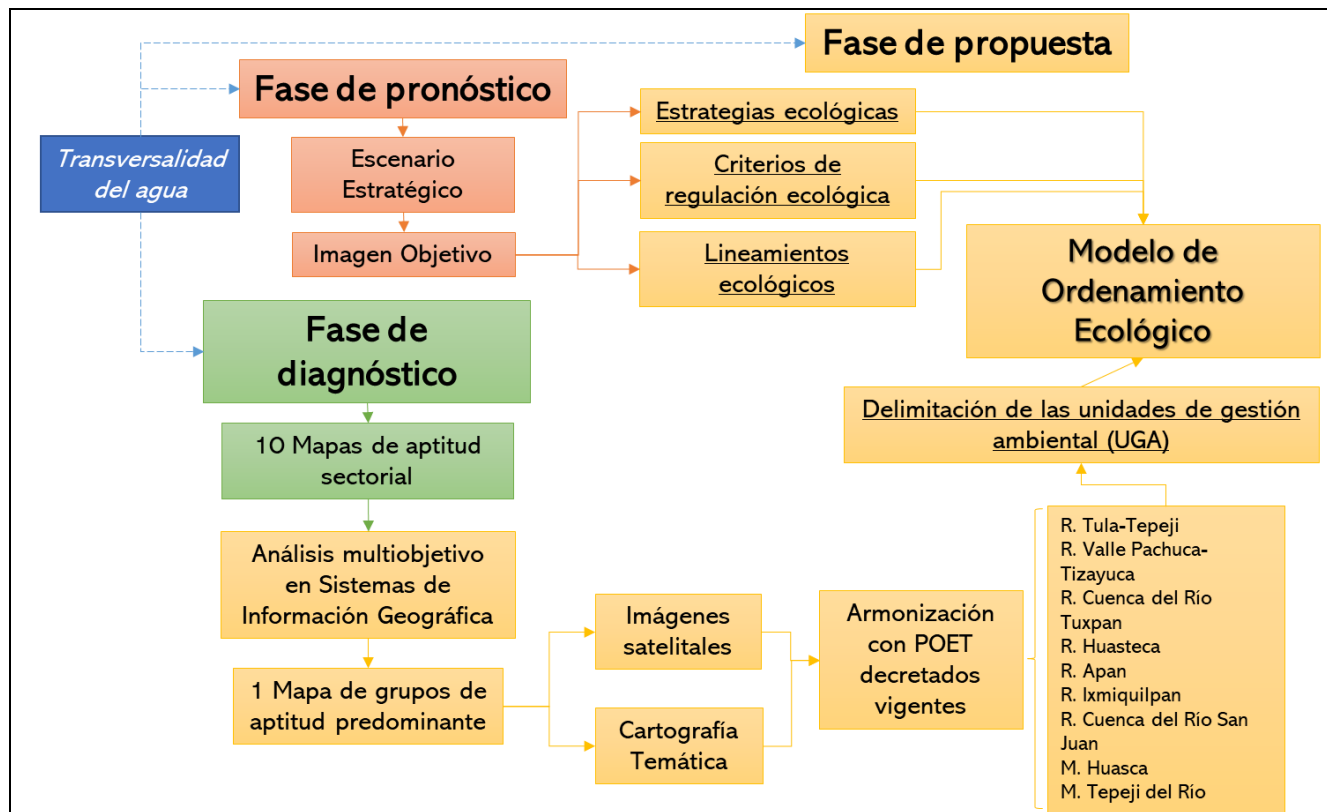 Fase de propuesta
Fase de pronóstico
Transversalidad
del agua
Escenario
Estratégico
Imagen Objetivo
Estrategias ecológicas
Criterios de
regulación ecológica
Lineamientos
ecológicos
Modelo de
Ordenamiento
Ecológico
Fase de
diagnóstico
10 Mapas de aptitud
sectorial
Análisis multiobjetivo
en Sistemas de
Información Geográfica
1 Mapa de grupos de
aptitud predominante
Imágenes
satelitales
Cartografía
Temática
Armonización
con POET
decretados
vigentes
R. Tula-Tepeji
R. Valle Pachuca-
Tizayuca
R. Cuenca del Río
Tuxpan
R. Huasteca
R. Apan
R. Ixmiquilpan
R. Cuenca del Río San
Juan
M. Huasca
M. Tepeji del Río
Delimitación de las unidades de gestión
ambiental (UGA)